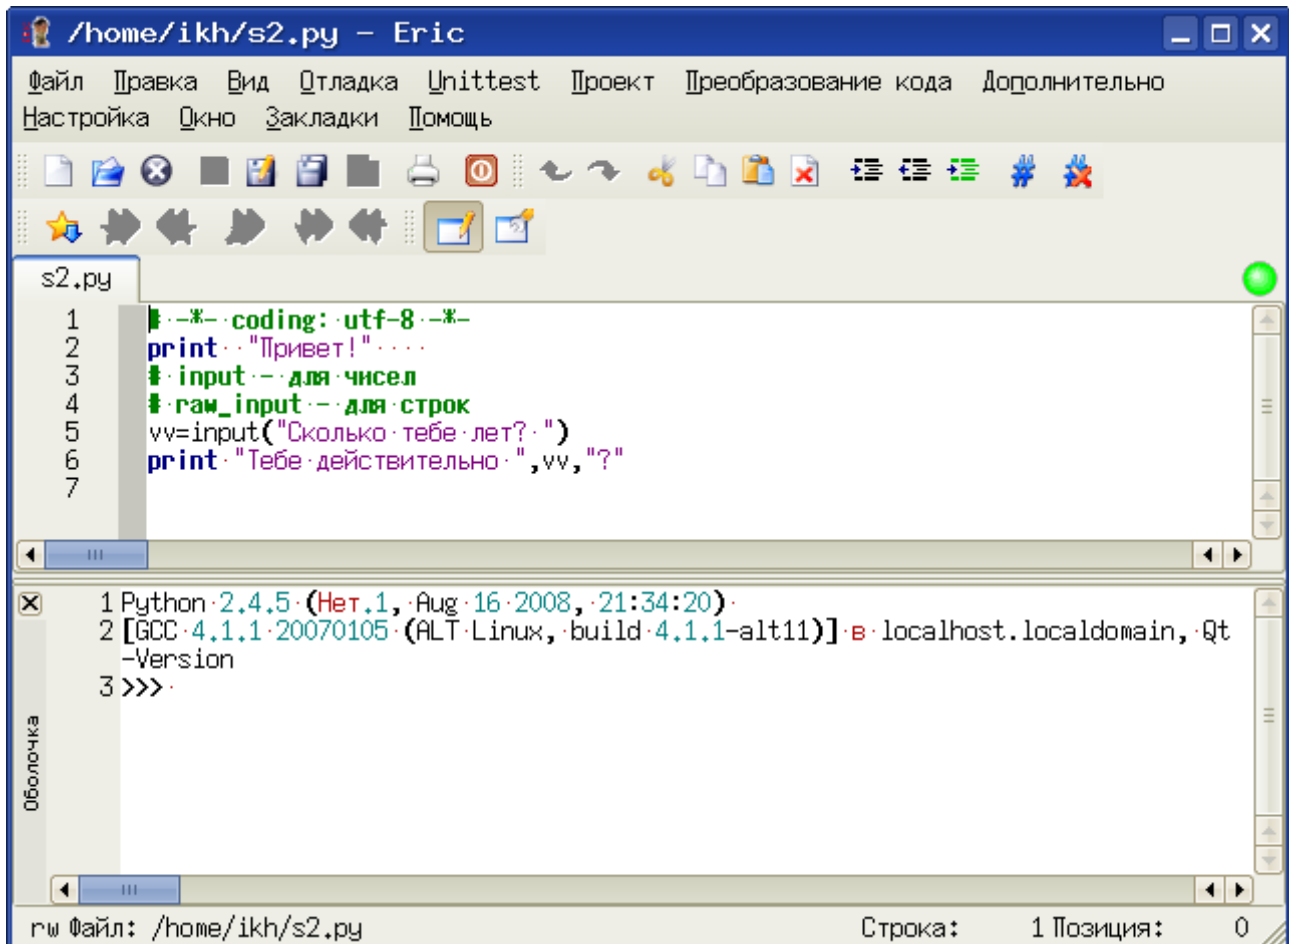 /home/ikh/s2.py – Eric
Файл Правка Вид Отладка Unittest Проект Преобразование кода Дополнительно
Настройка Окно Закладки Помощь
s2.py
1 # -*- coding: utf-8 -*-
2 print "Привет!"
3 # input - для чисел
4 # raw_input - для строк
5 vv=input("Сколько тебе лет? ")
6 print "Тебе действительно ",vv,"?"
7
1 Python 2.4.5 (Нет.1, Aug 16 2008, 21:34:20)
2 [GCC 4.1.1 20070105 (ALT Linux, build 4.1.1-alt11)] в localhost.localdomain, Qt
-Version
3 >>>
Оболочка
rw Файл: /home/ikh/s2.py Строка: 1 Позиция: 0